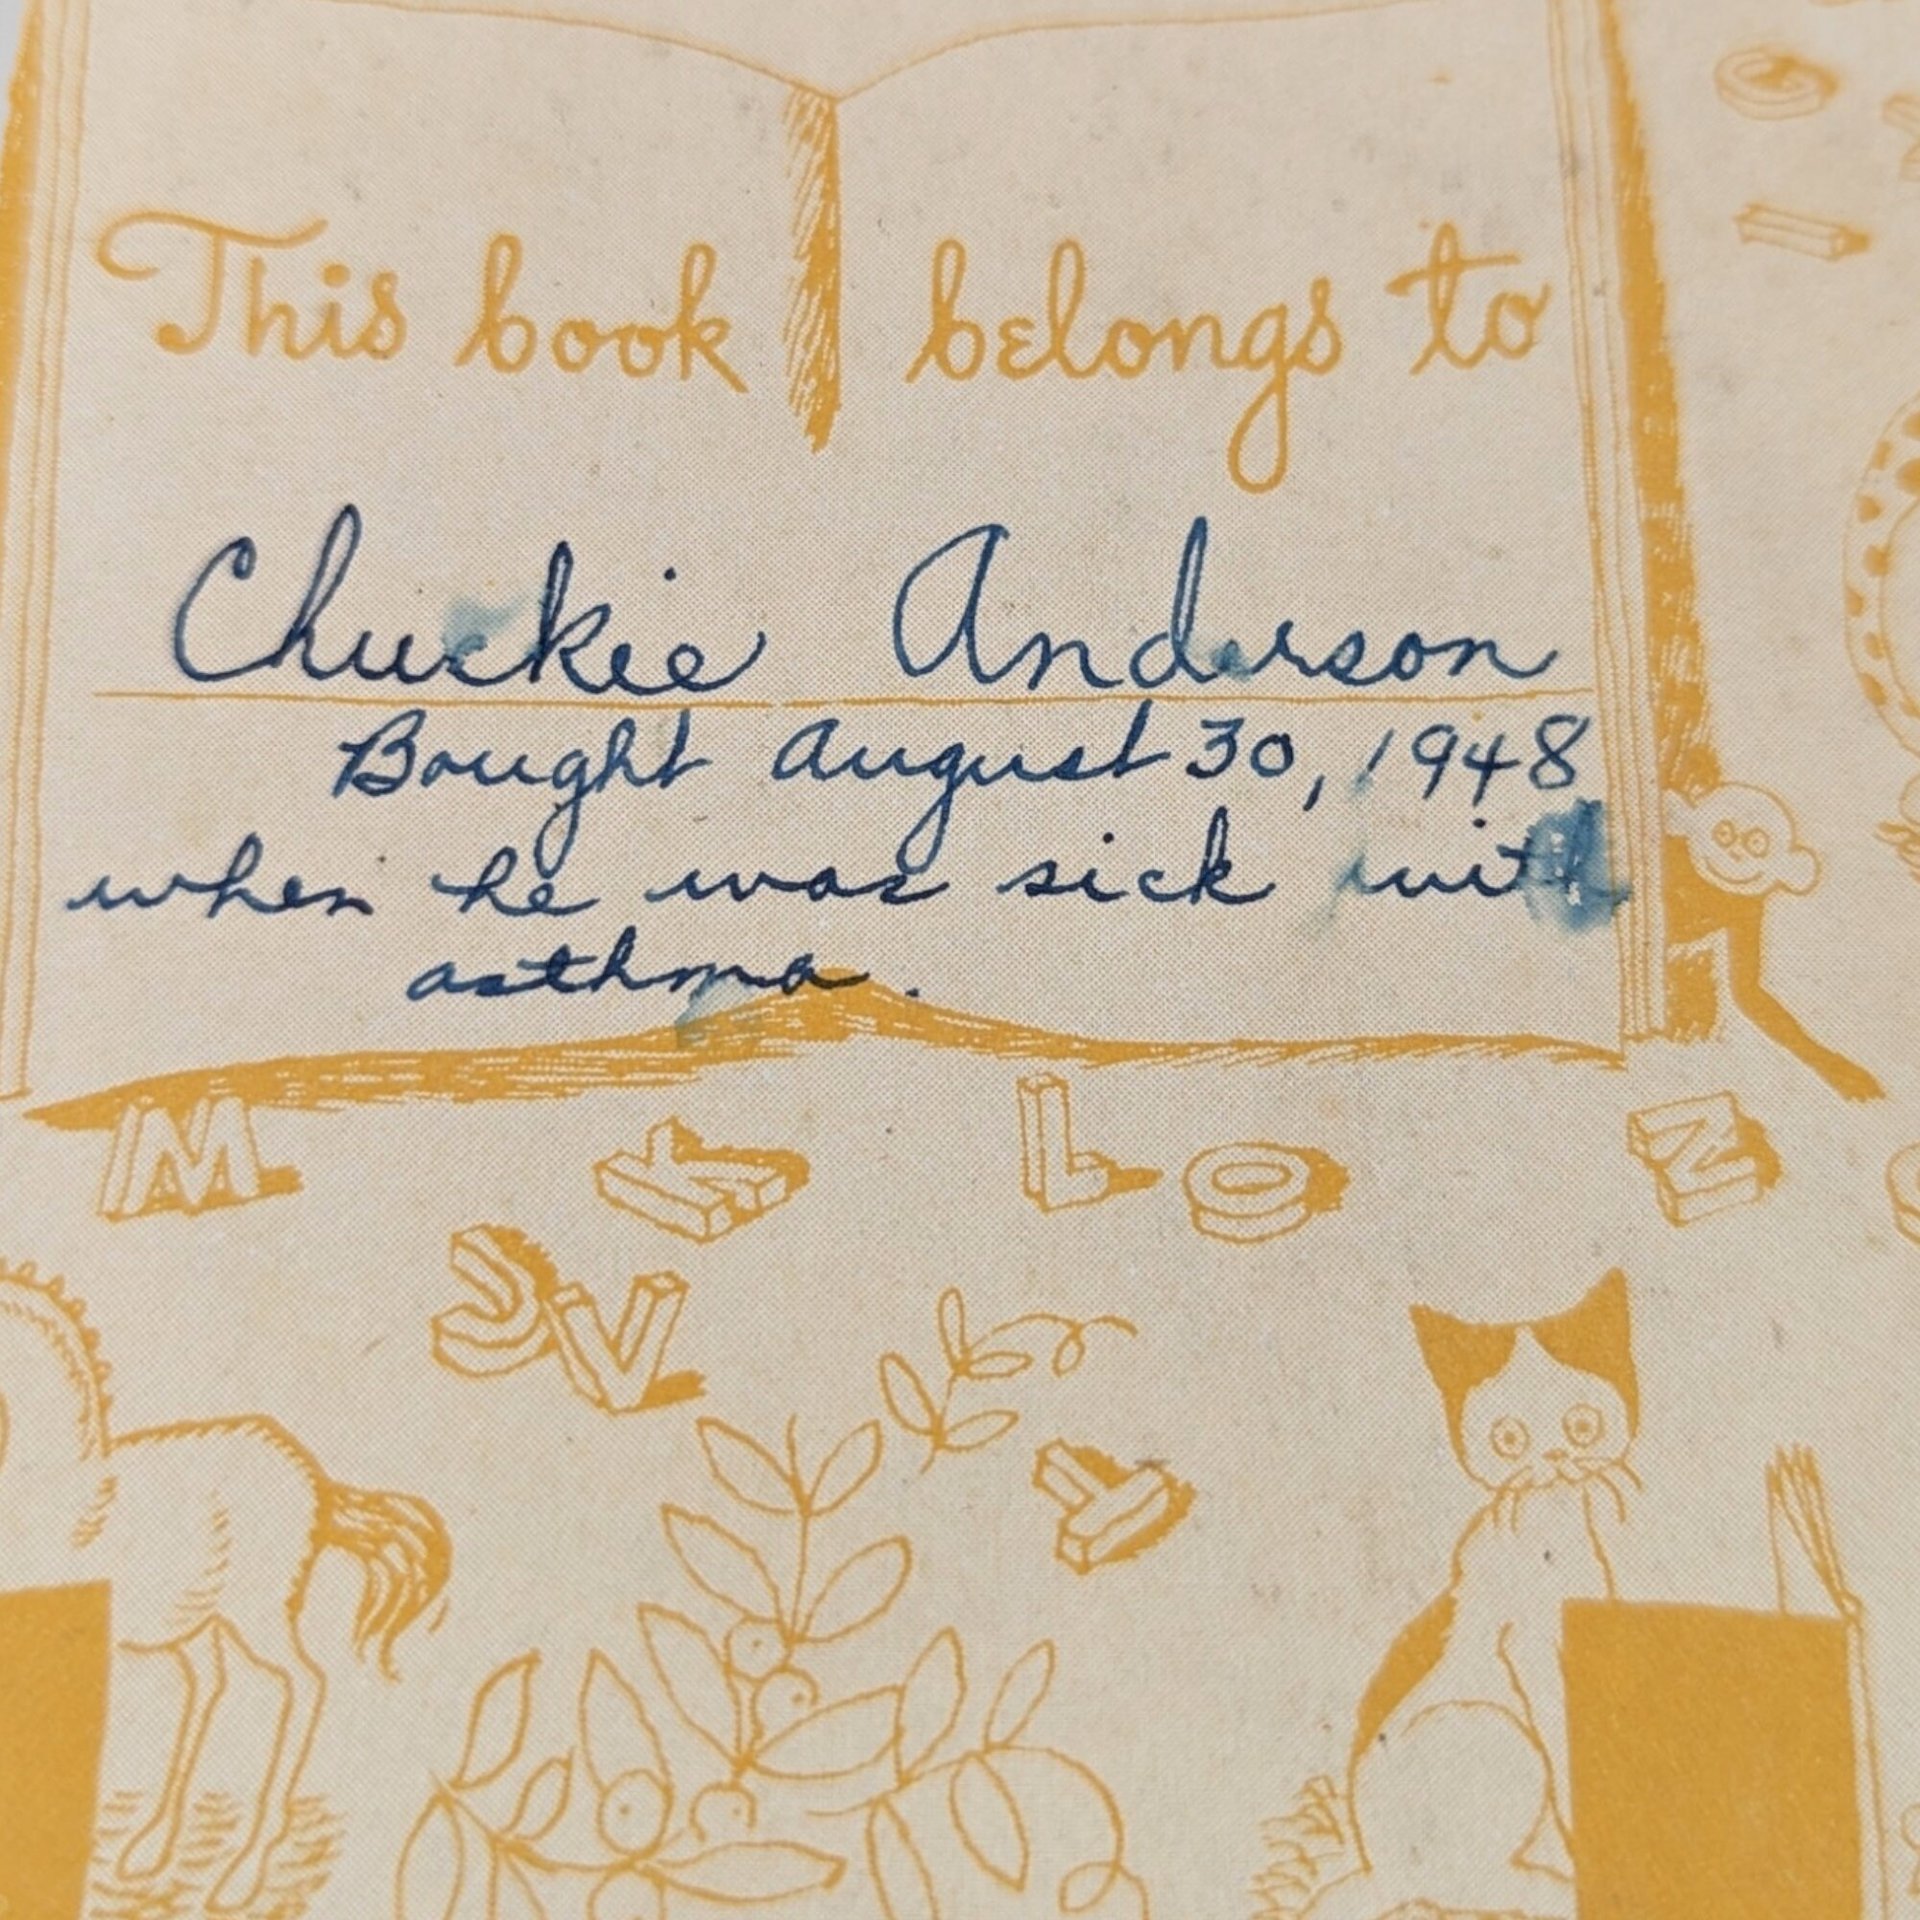 This book belongs to
Chuckie Anderson
Bought August 30, 1948
when he was sick with
asthma.
M Y L O N
J V
Y